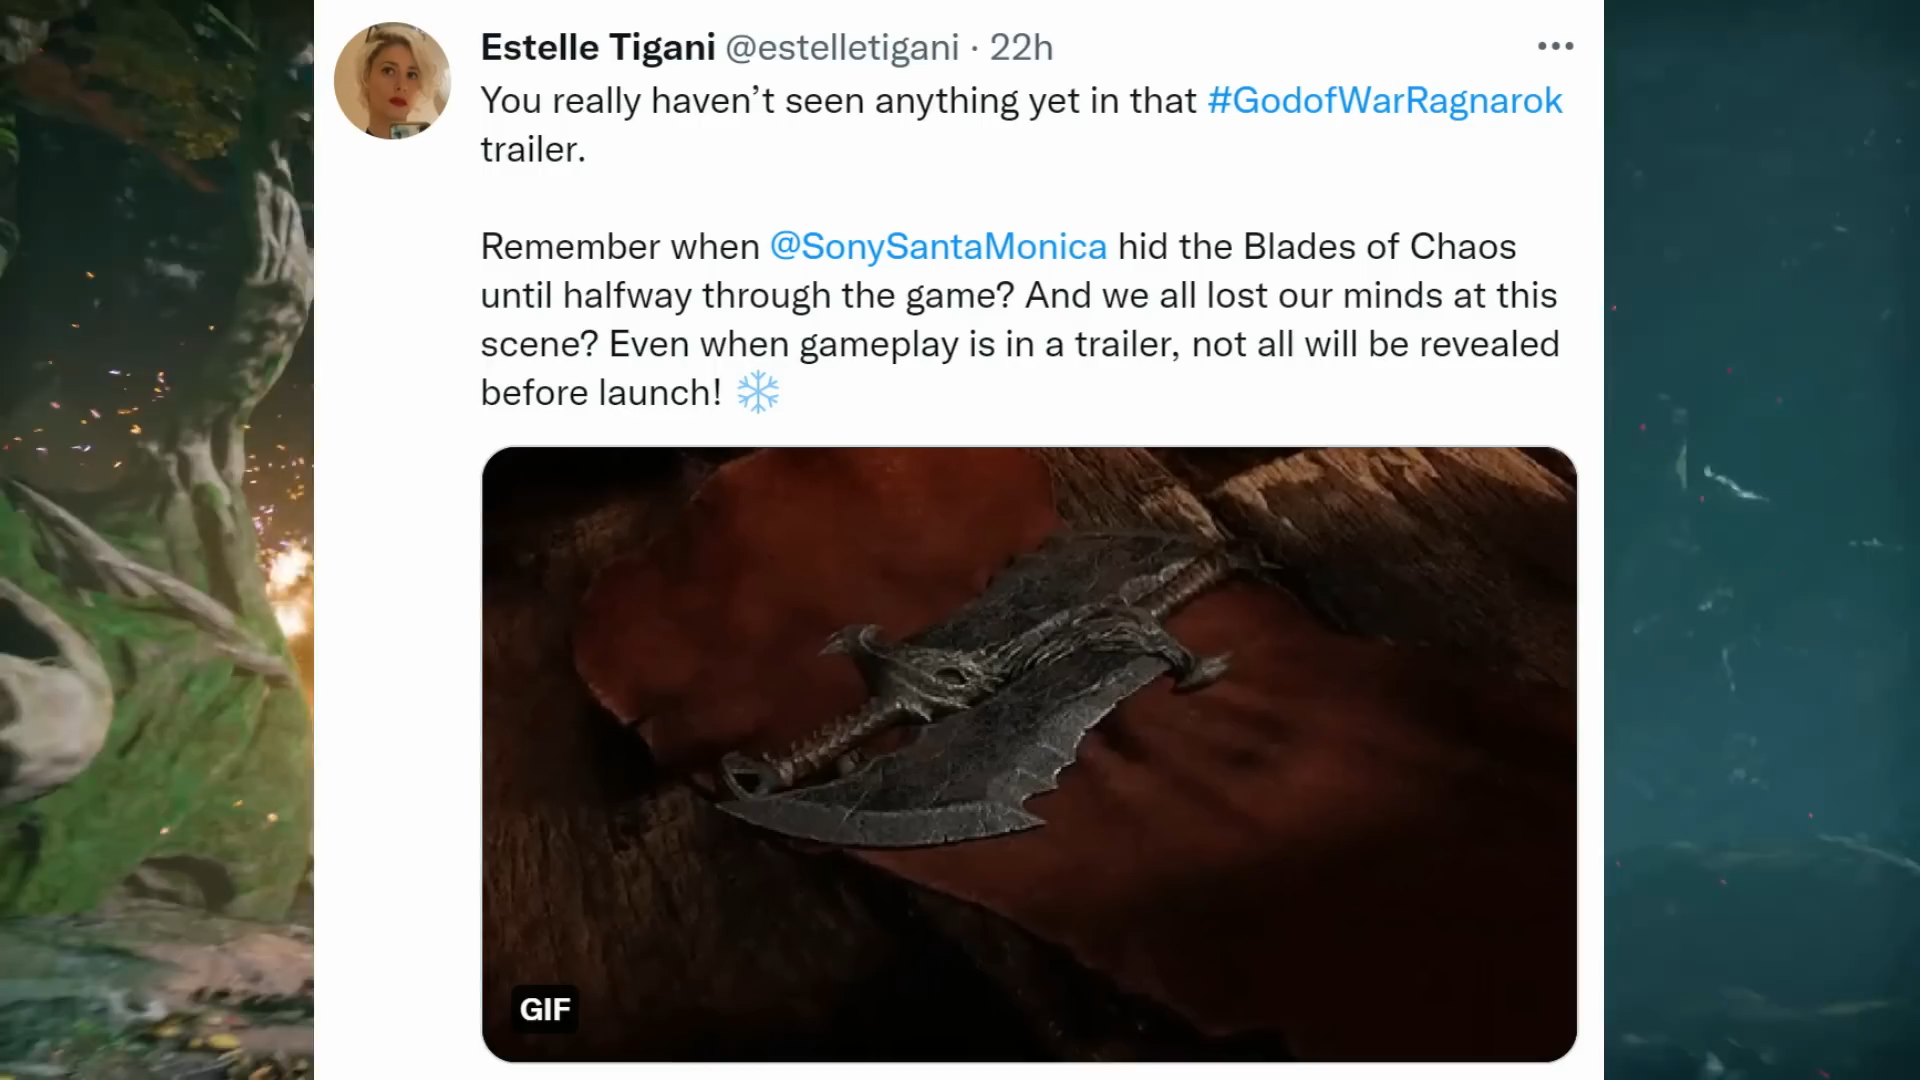 Estelle Tigani @estelletigani · 22h
You really haven’t seen anything yet in that #GodofWarRagnarok
trailer.
Remember when @SonySantaMonica hid the Blades of Chaos
until halfway through the game? And we all lost our minds at this
scene? Even when gameplay is in a trailer, not all will be revealed
before launch! ❄️
GIF